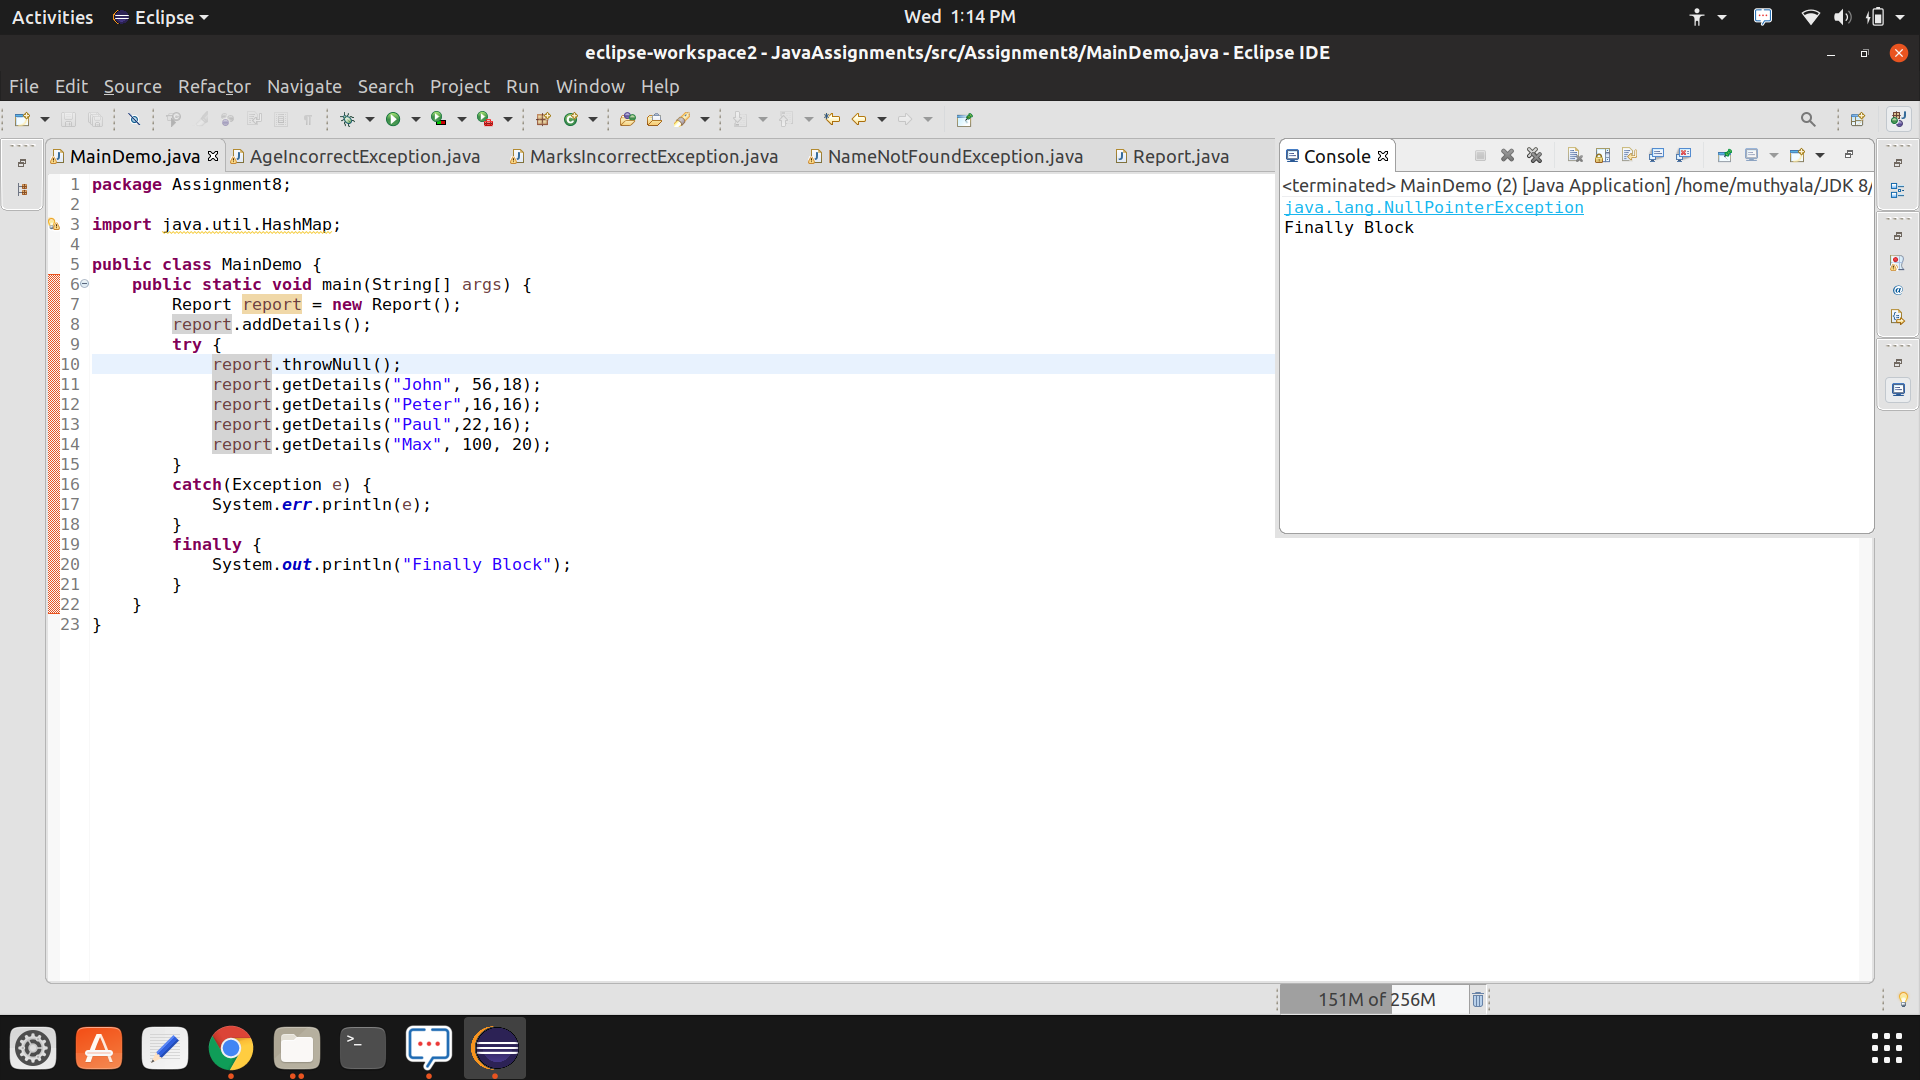 Activities Eclipse Wed 1:14 PM
eclipse-workspace2 - JavaAssignments/src/Assignment8/MainDemo.java - Eclipse IDE
File Edit Source Refactor Navigate Search Project Run Window Help
MainDemo.java AgeIncorrectException.java MarksIncorrectException.java NameNotFoundException.java Report.java
1 package Assignment8;
2
3 import java.util.HashMap;
4
5 public class MainDemo {
6 public static void main(String[] args) {
7 Report report = new Report();
8 report.addDetails();
9 try {
10 report.throwNull();
11 report.getDetails("John", 56,18);
12 report.getDetails("Peter",16,16);
13 report.getDetails("Paul",22,16);
14 report.getDetails("Max", 100, 20);
15 }
16 catch(Exception e) {
17 System.err.println(e);
18 }
19 finally {
20 System.out.println("Finally Block");
21 }
22 }
23 }
Console
<terminated> MainDemo (2) [Java Application] /home/muthyala/JDK 8/
java.lang.NullPointerException
Finally Block
151M of 256M